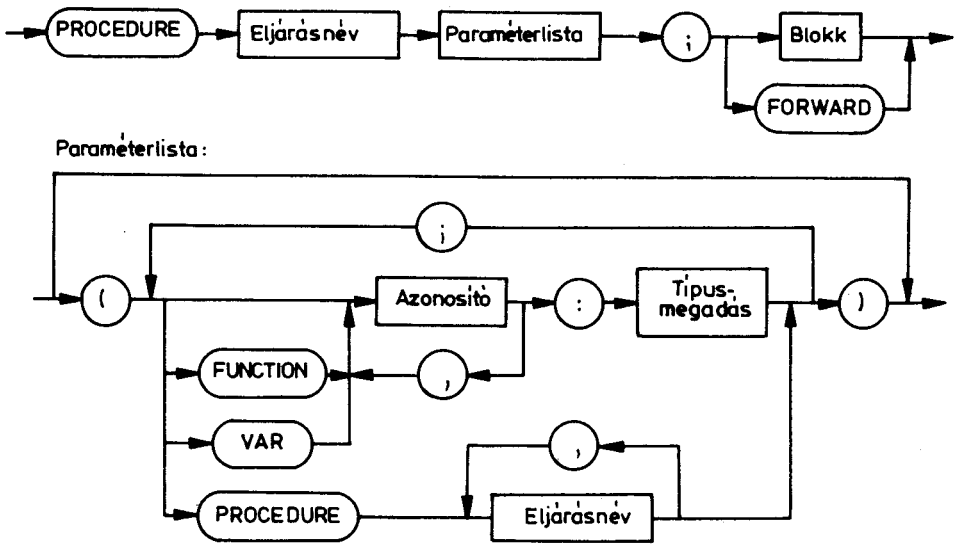 PROCEDURE Eljárásnév Paraméterlista ; Blokk
FORWARD
Paraméterlista:
;
( Azonosító : Típus-
megadás )
FUNCTION ,
VAR
,
PROCEDURE Eljárásnév